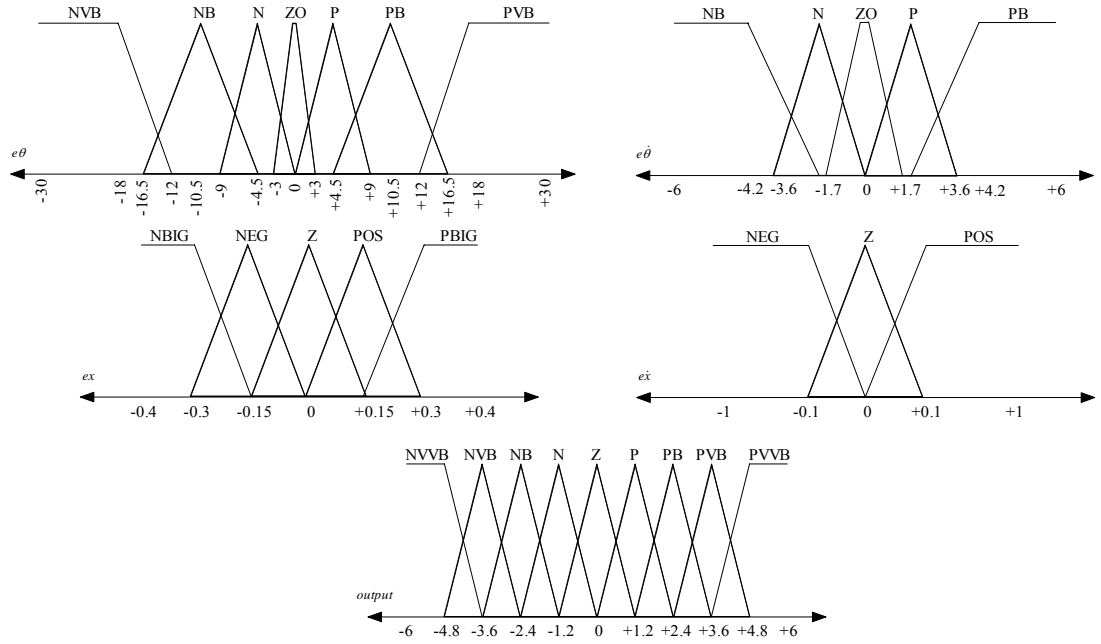 NVB NB N ZO P PB PVB
eθ
-30 -18 -16.5 -12 -10.5 -9 -4.5 -3 0 +3 +4.5 +9 +10.5 +12 +16.5 +18 +30
NB N ZO P PB
eθ̇
-6 -4.2 -3.6 -1.7 0 +1.7 +3.6 +4.2 +6
NBIG NEG Z POS PBIG
ex
-0.4 -0.3 -0.15 0 +0.15 +0.3 +0.4
NEG Z POS
eẋ
-1 -0.1 0 +0.1 +1
NVVB NVB NB N Z P PB PVB PVVB
output
-6 -4.8 -3.6 -2.4 -1.2 0 +1.2 +2.4 +3.6 +4.8 +6